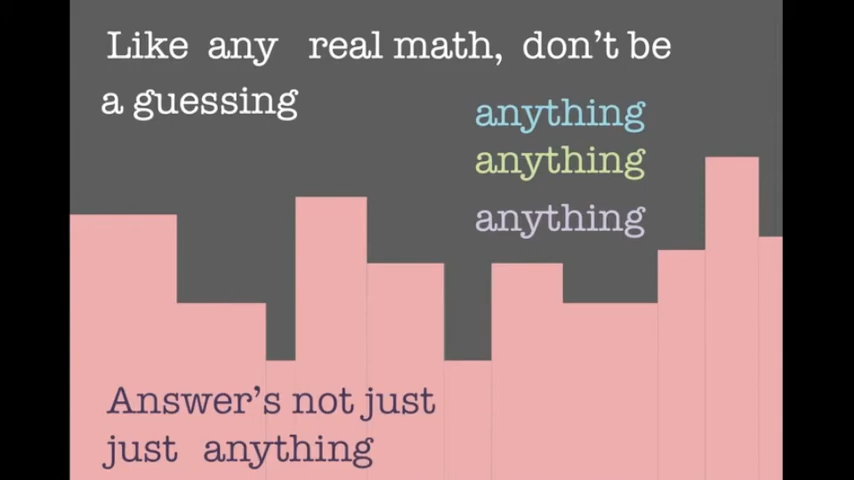 Like any real math, don't be
a guessing
anything
anything
anything
Answer's not just
just anything